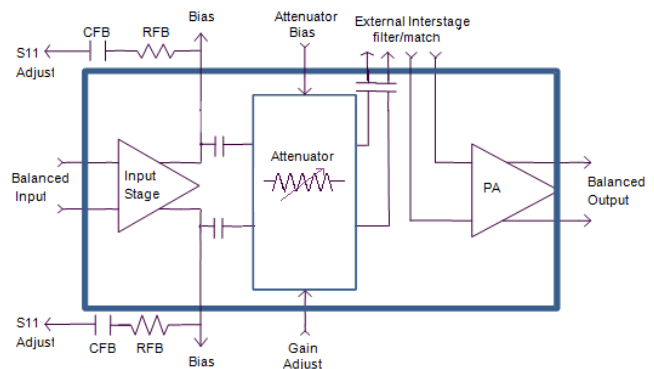 Bias
Attenuator
Bias
External Interstage
filter/match
CFB
RFB
S11
Adjust
Balanced
Input
Input
Stage
Attenuator
PA
Balanced
Output
S11
Adjust
CFB
RFB
Bias
Gain
Adjust